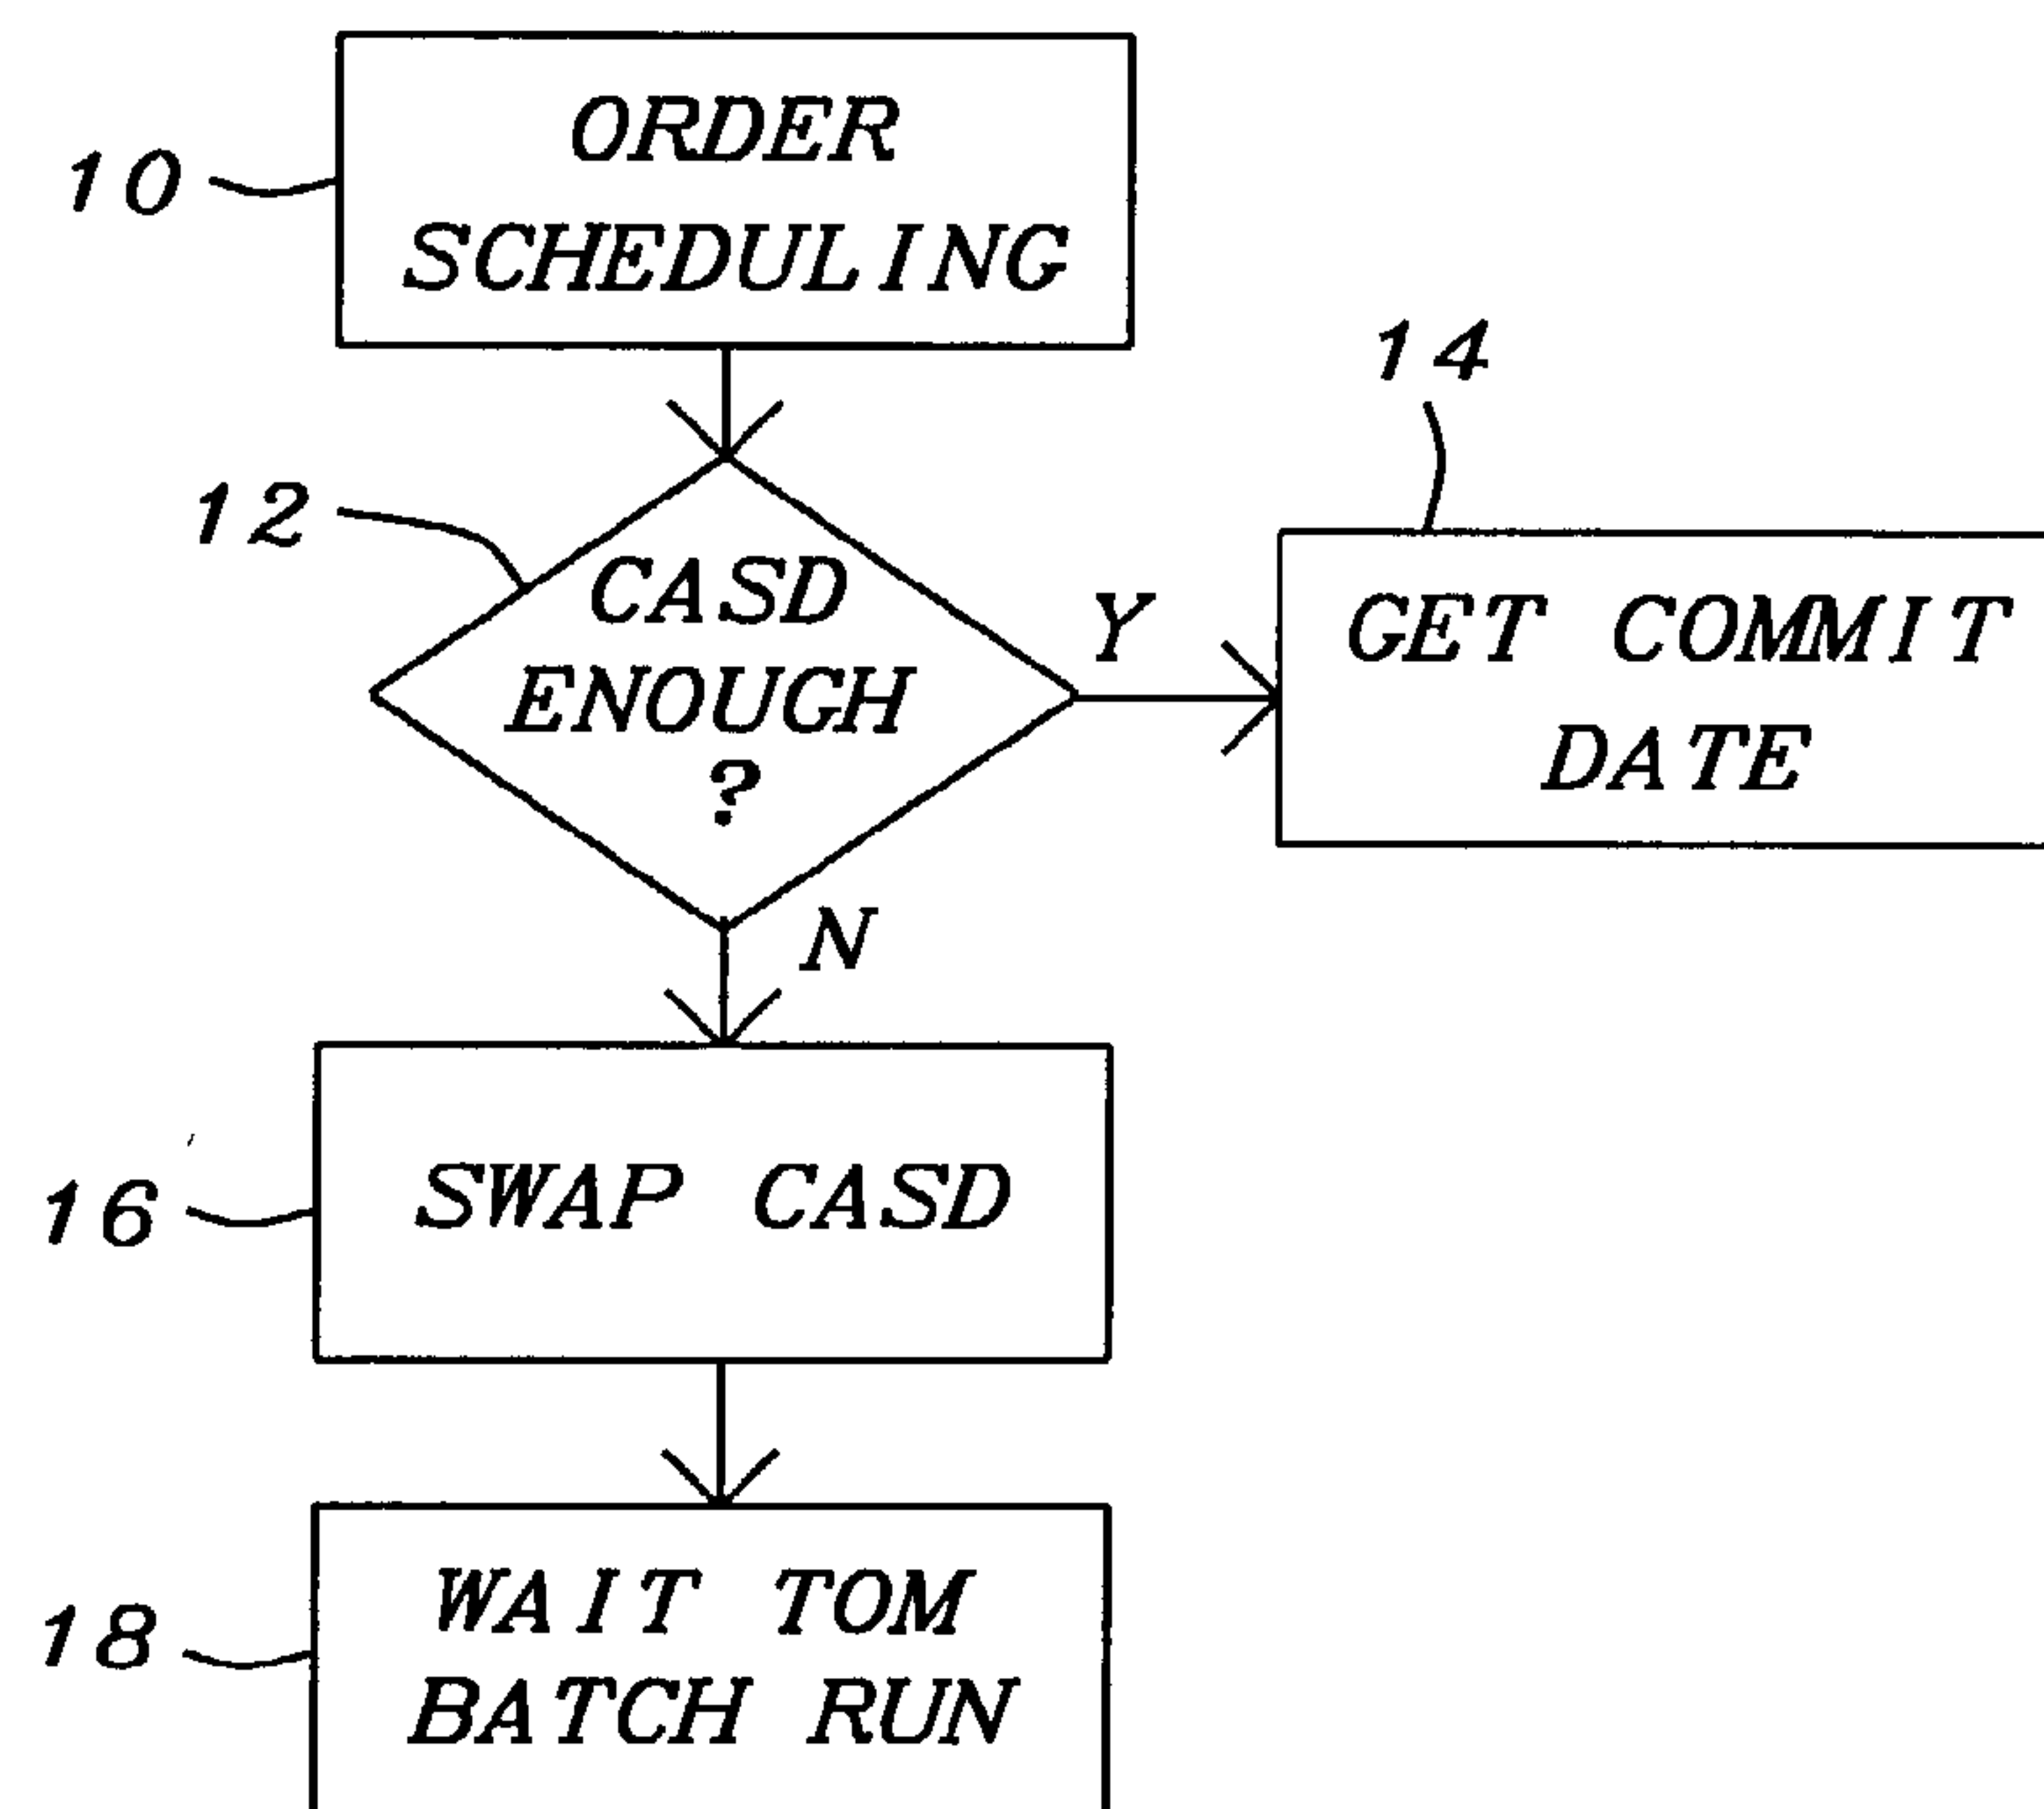 ORDER
SCHEDULING
10
14
12
CASD
ENOUGH
?
Y
GET COMMIT
DATE
N
16
SWAP CASD
18
WAIT TOM
BATCH RUN